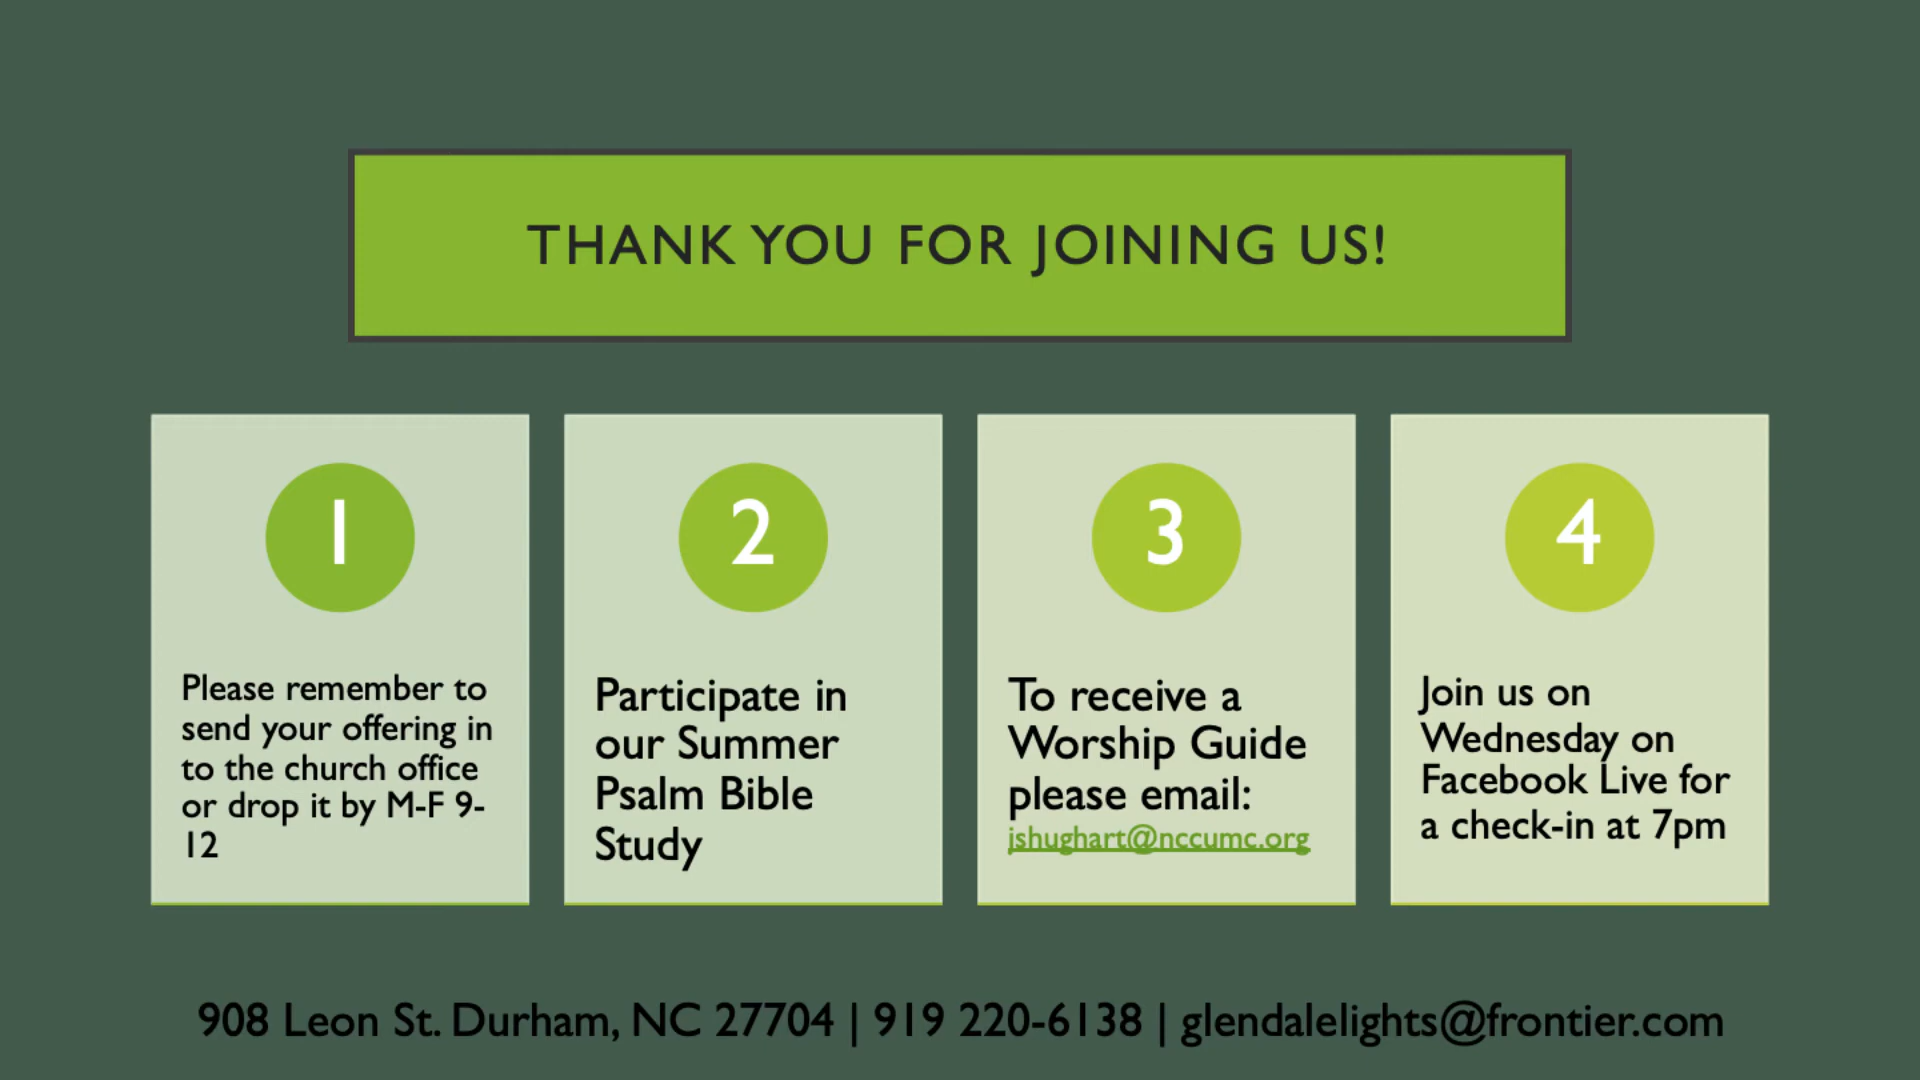 THANK YOU FOR JOINING US!
1
Please remember to
send your offering in
to the church office
or drop it by M-F 9-
12
2
Participate in
our Summer
Psalm Bible
Study
3
To receive a
Worship Guide
please email:
jshughart@nccumc.org
4
Join us on
Wednesday on
Facebook Live for
a check-in at 7pm
908 Leon St. Durham, NC 27704 | 919 220-6138 | glendalelights@frontier.com